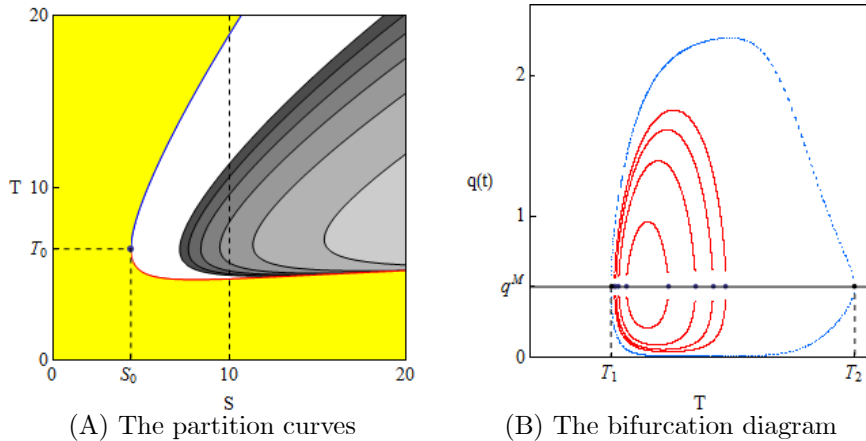 20
T
10
T₀
0
0
S₀
10
20
S
(A) The partition curves
2
q(t)
1
qᴹ
0
T₁
T₂
T
(B) The bifurcation diagram